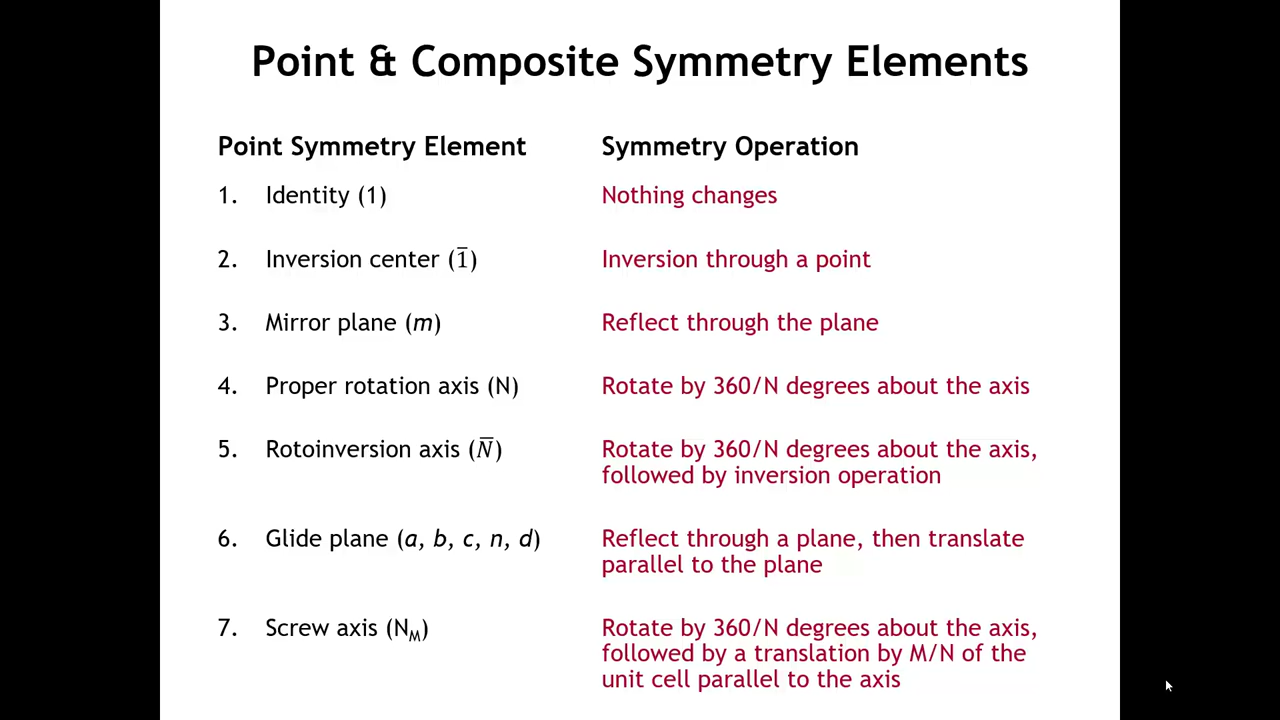 Point & Composite Symmetry Elements
Point Symmetry Element
Symmetry Operation
1. Identity (1)
Nothing changes
2. Inversion center (1̅)
Inversion through a point
3. Mirror plane (m)
Reflect through the plane
4. Proper rotation axis (N)
Rotate by 360/N degrees about the axis
5. Rotoinversion axis (N̅)
Rotate by 360/N degrees about the axis,
followed by inversion operation
6. Glide plane (a, b, c, n, d)
Reflect through a plane, then translate
parallel to the plane
7. Screw axis (N_M)
Rotate by 360/N degrees about the axis,
followed by a translation by M/N of the
unit cell parallel to the axis